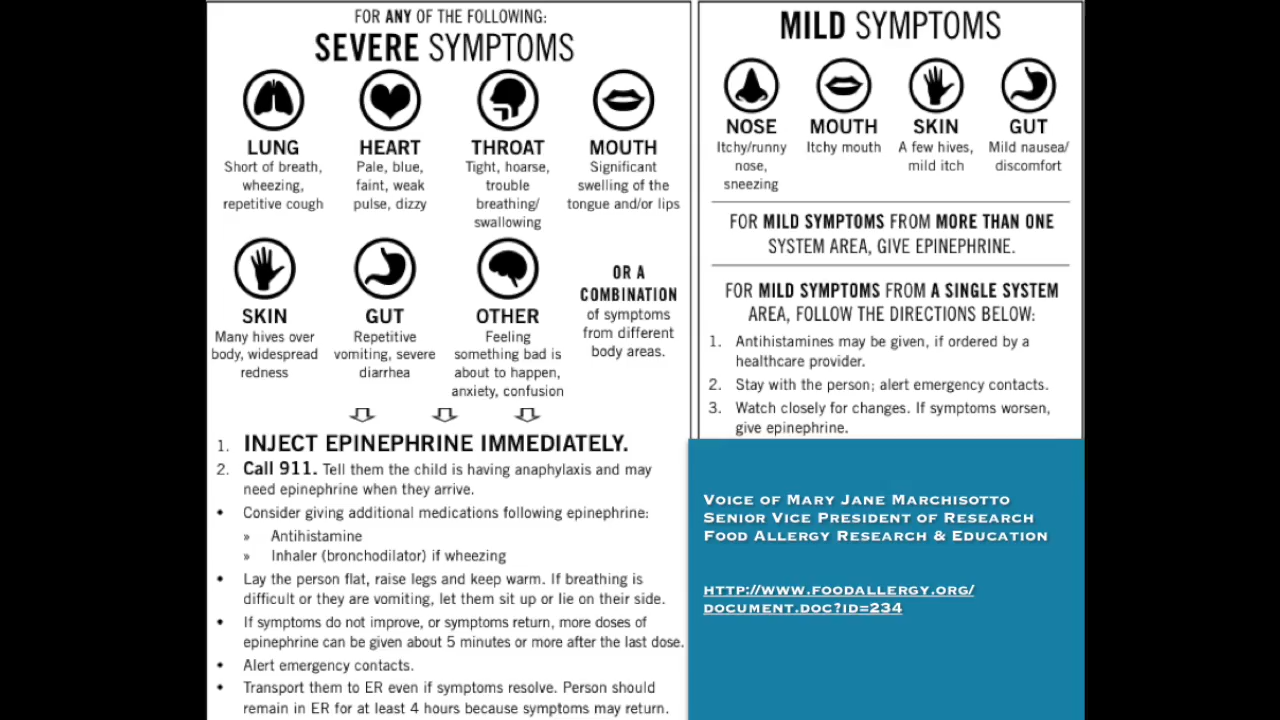 FOR ANY OF THE FOLLOWING:
SEVERE SYMPTOMS
LUNG
Short of breath,
wheezing,
repetitive cough
HEART
Pale, blue,
faint, weak
pulse, dizzy
THROAT
Tight, hoarse,
trouble
breathing/
swallowing
MOUTH
Significant
swelling of the
tongue and/or lips
SKIN
Many hives over
body, widespread
redness
GUT
Repetitive
vomiting, severe
diarrhea
OTHER
Feeling
something bad is
about to happen,
anxiety, confusion
OR A
COMBINATION
of symptoms
from different
body areas.
1. INJECT EPINEPHRINE IMMEDIATELY.
2. Call 911. Tell them the child is having anaphylaxis and may
need epinephrine when they arrive.
• Consider giving additional medications following epinephrine:
» Antihistamine
» Inhaler (bronchodilator) if wheezing
• Lay the person flat, raise legs and keep warm. If breathing is
difficult or they are vomiting, let them sit up or lie on their side.
• If symptoms do not improve, or symptoms return, more doses of
epinephrine can be given about 5 minutes or more after the last dose.
• Alert emergency contacts.
• Transport them to ER even if symptoms resolve. Person should
remain in ER for at least 4 hours because symptoms may return.
MILD SYMPTOMS
NOSE
Itchy/runny
nose,
sneezing
MOUTH
Itchy mouth
SKIN
A few hives,
mild itch
GUT
Mild nausea/
discomfort
FOR MILD SYMPTOMS FROM MORE THAN ONE
SYSTEM AREA, GIVE EPINEPHRINE.
FOR MILD SYMPTOMS FROM A SINGLE SYSTEM
AREA, FOLLOW THE DIRECTIONS BELOW:
1. Antihistamines may be given, if ordered by a
healthcare provider.
2. Stay with the person; alert emergency contacts.
3. Watch closely for changes. If symptoms worsen,
give epinephrine.
Voice of Mary Jane Marchisotto
Senior Vice President of Research
Food Allergy Research & Education
http://www.foodallergy.org/
document.doc?id=234